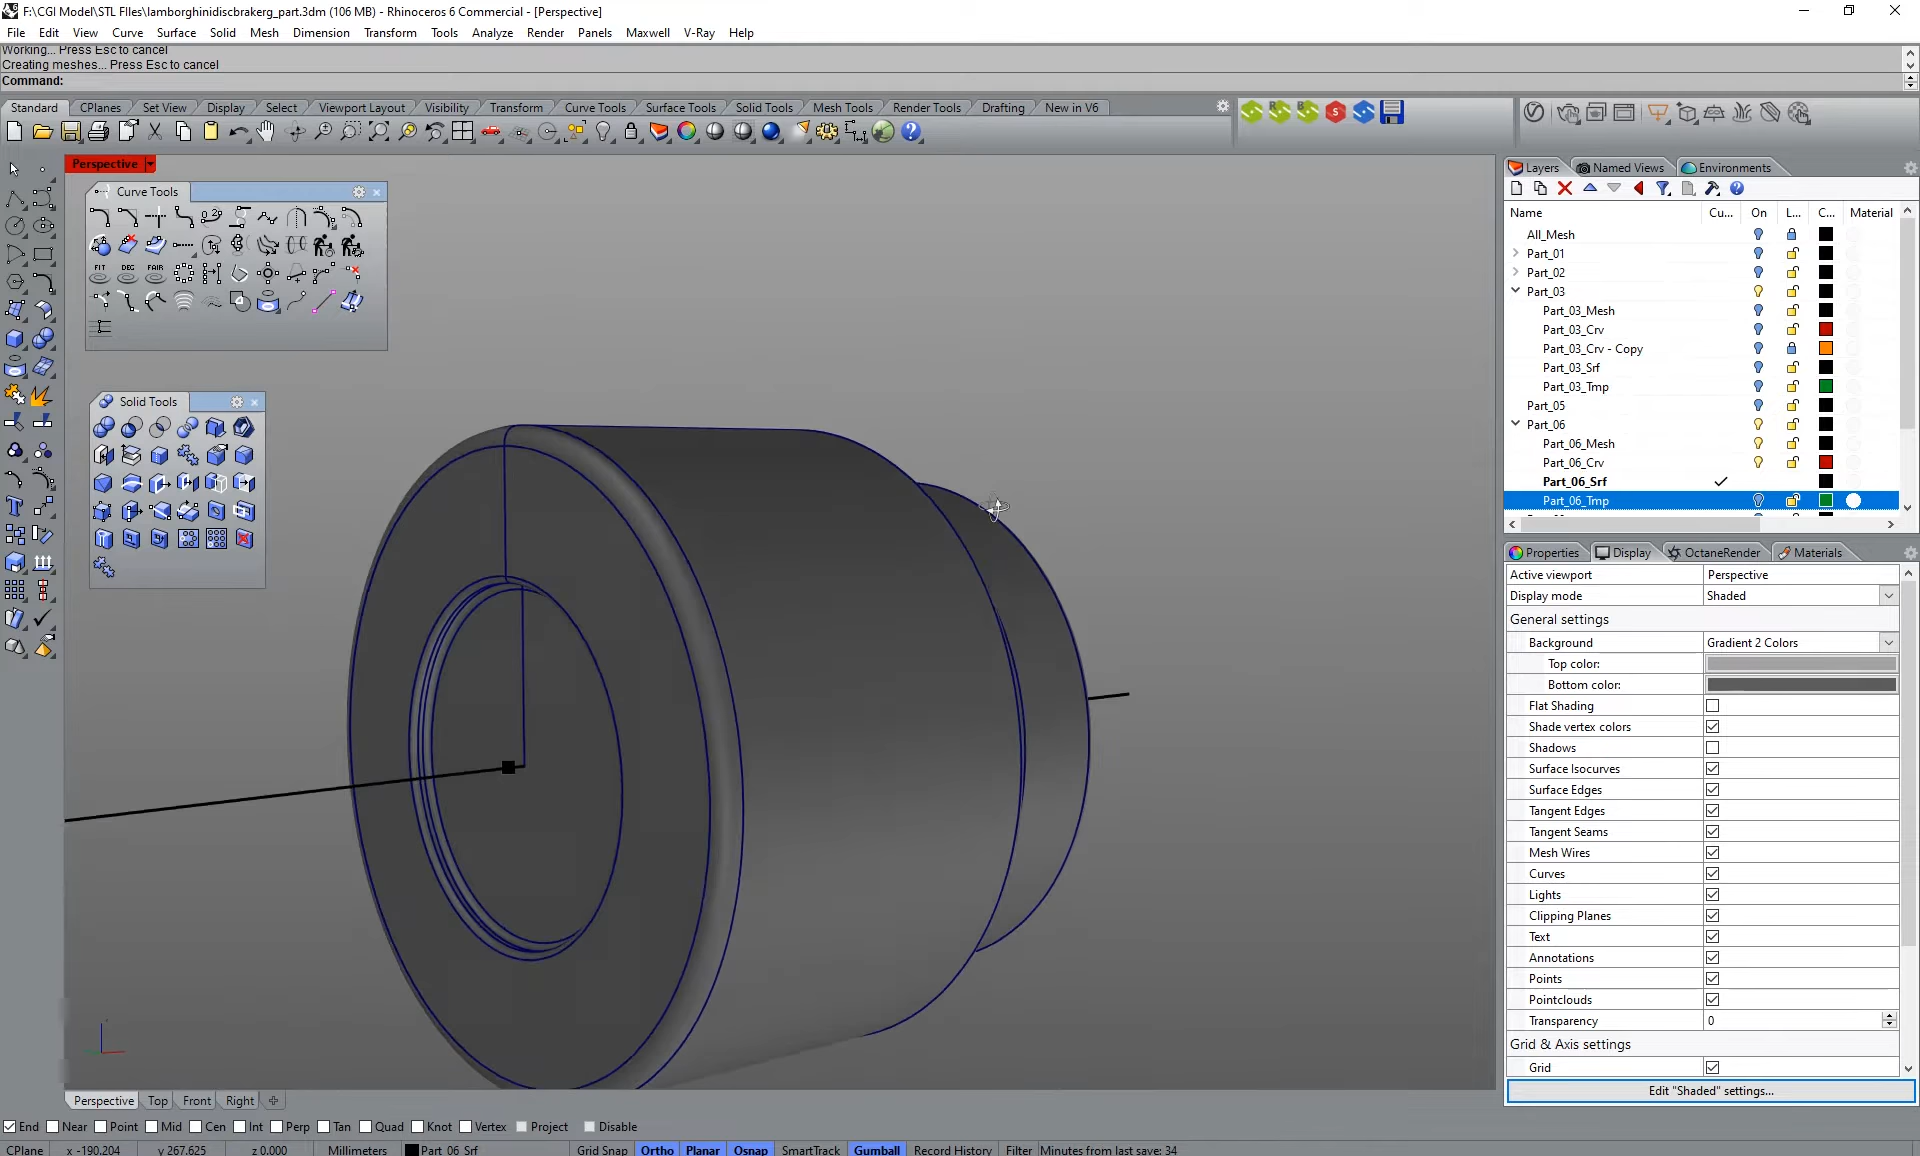 F:\CGI Model\STL FIles\lamborghinidiscbrakerg_part.3dm (106 MB) - Rhinoceros 6 Commercial - [Perspective]
File Edit View Curve Surface Solid Mesh Dimension Transform Tools Analyze Render Panels Maxwell V-Ray Help
Working... Press Esc to cancel
Creating meshes... Press Esc to cancel
Command:
Standard CPlanes Set View Display Select Viewport Layout Visibility Transform Curve Tools Surface Tools Solid Tools Mesh Tools Render Tools Drafting New in V6
Perspective
Curve Tools
FIT DEG FAIR
Solid Tools
Layers Named Views Environments
Name Cu... On L... C... Material
All_Mesh
Part_01
Part_02
Part_03
Part_03_Mesh
Part_03_Crv
Part_03_Crv - Copy
Part_03_Srf
Part_03_Tmp
Part_05
Part_06
Part_06_Mesh
Part_06_Crv
Part_06_Srf
Part_06_Tmp
Properties Display OctaneRender Materials
Active viewport Perspective
Display mode Shaded
General settings
Background Gradient 2 Colors
Top color:
Bottom color:
Flat Shading
Shade vertex colors
Shadows
Surface Isocurves
Surface Edges
Tangent Edges
Tangent Seams
Mesh Wires
Curves
Lights
Clipping Planes
Text
Annotations
Points
Pointclouds
Transparency 0
Grid & Axis settings
Grid
Edit "Shaded" settings...
Perspective Top Front Right
End Near Point Mid Cen Int Perp Tan Quad Knot Vertex Project Disable
CPlane x -190.204 y 267.625 z 0.000 Millimeters Part_06_Srf Grid Snap Ortho Planar Osnap SmartTrack Gumball Record History Filter Minutes from last save: 34